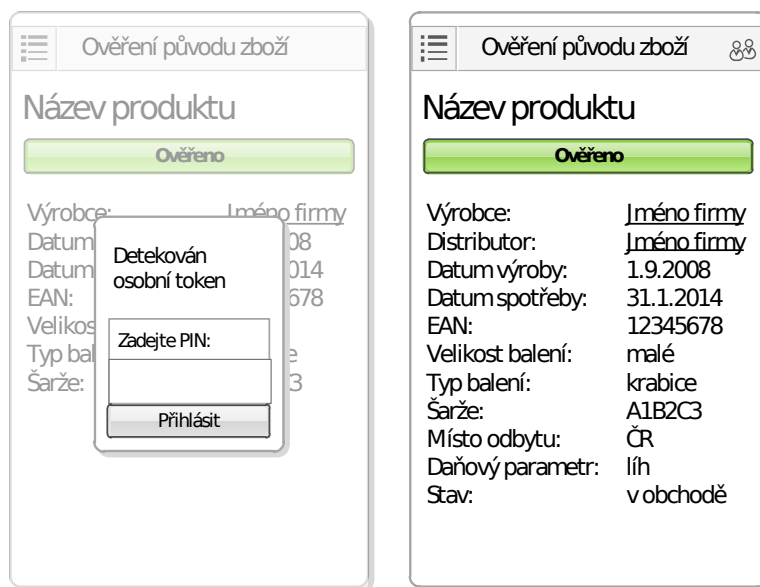 Ověření původu zboží
Název produktu
Ověřeno
Výrobce: Jméno firmy
Datum 08
Datum 014
EAN: 678
Velikos
Typ bal e
Šarže: 3
Detekován
osobní token
Zadejte PIN:
Přihlásit
Ověření původu zboží
Název produktu
Ověřeno
Výrobce: Jméno firmy
Distributor: Jméno firmy
Datum výroby: 1.9.2008
Datum spotřeby: 31.1.2014
EAN: 12345678
Velikost balení: malé
Typ balení: krabice
Šarže: A1B2C3
Místo odbytu: ČR
Daňový parametr: líh
Stav: v obchodě